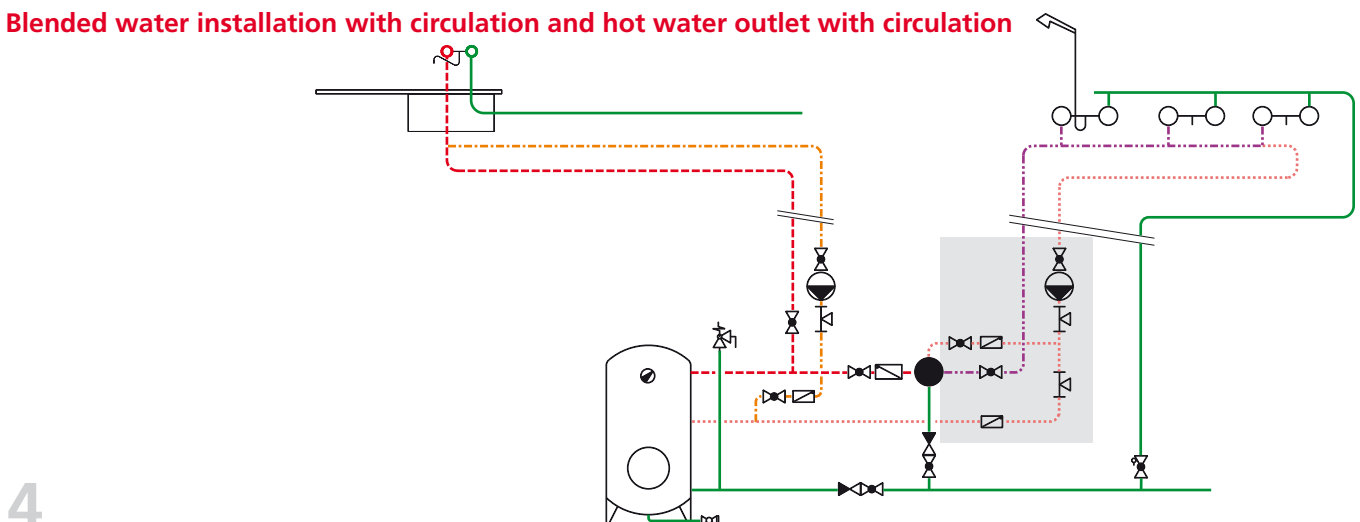 Blended water installation with circulation and hot water outlet with circulation
4